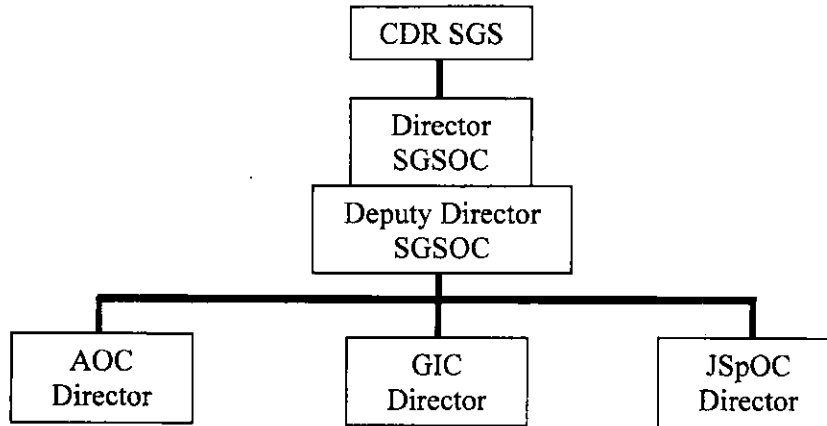 CDR SGS
Director
SGSOC
Deputy Director
SGSOC
AOC
Director
GIC
Director
JSpOC
Director